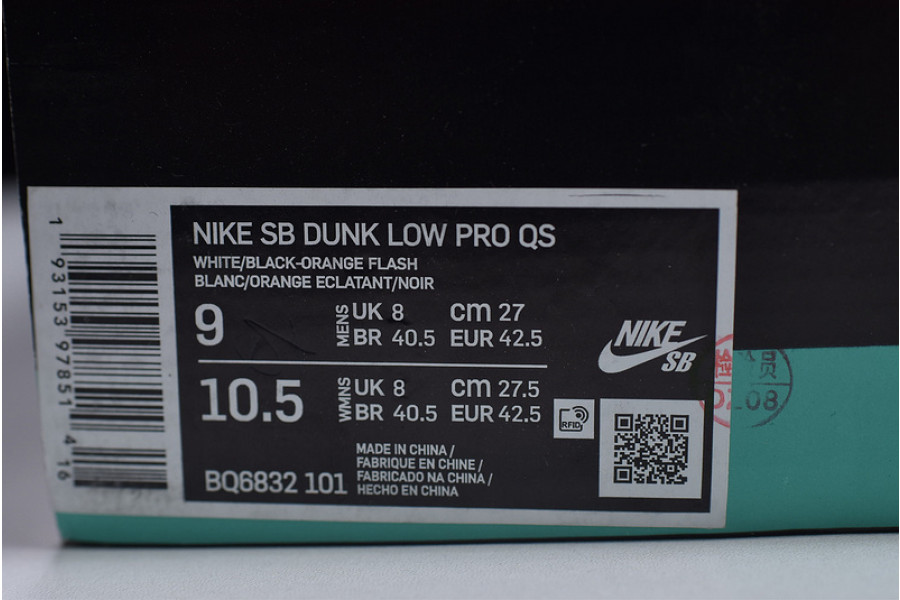 NIKE SB DUNK LOW PRO QS
WHITE/BLACK-ORANGE FLASH
BLANC/ORANGE ECLATANT/NOIR
9 MENS UK 8 cm 27
BR 40.5 EUR 42.5
10.5 WMNS UK 8 cm 27.5
BR 40.5 EUR 42.5
BQ6832 101
MADE IN CHINA /
FABRIQUE EN CHINE /
FABRICADO NA CHINA /
HECHO EN CHINA
NIKE
SB
RFID
1 93153 97851 4 16
员
08